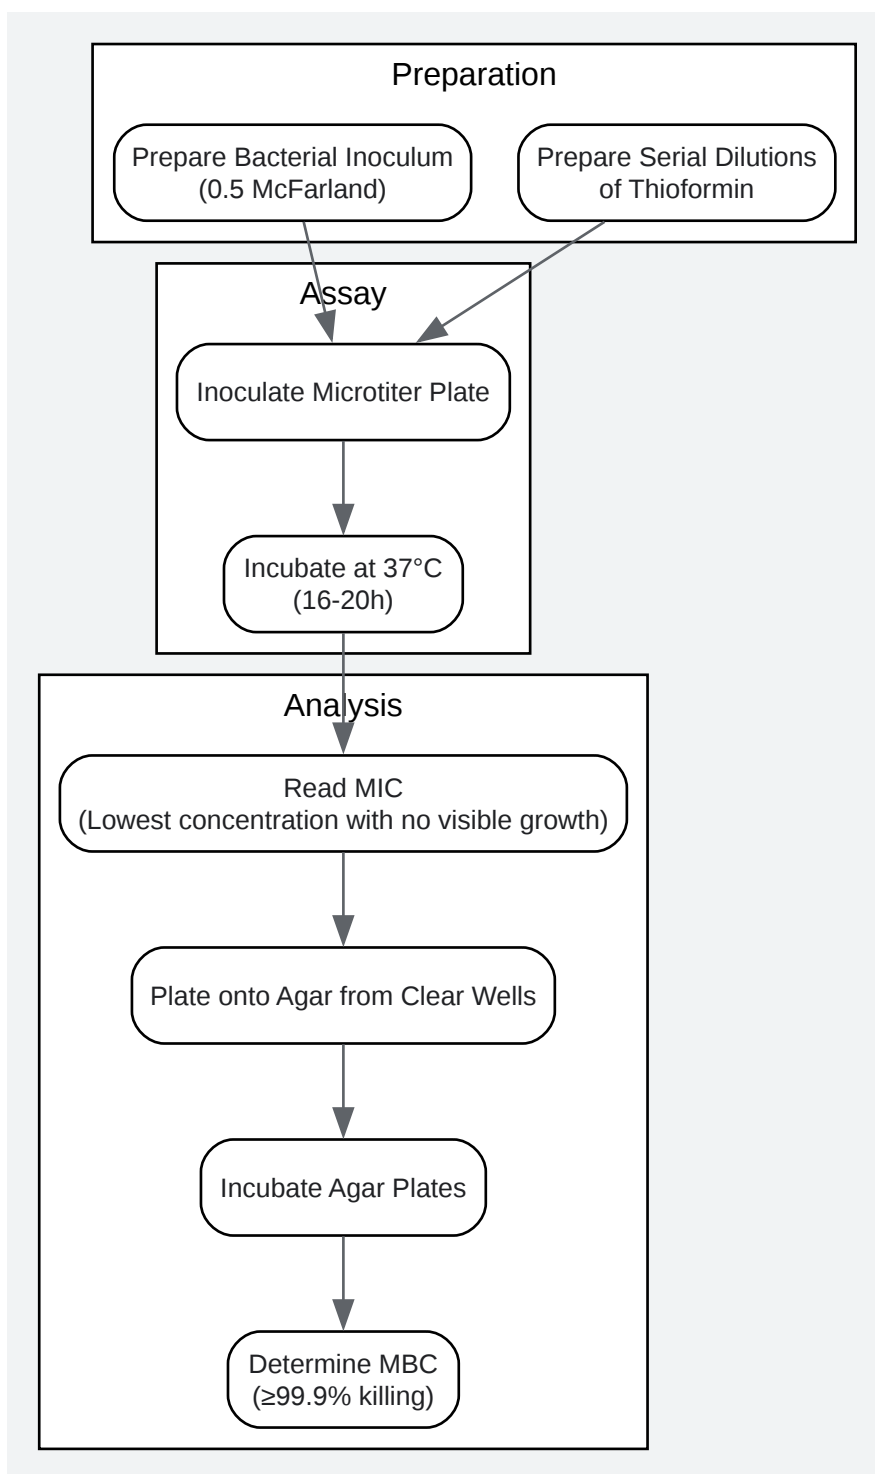 Preparation
Prepare Bacterial Inoculum
(0.5 McFarland)
Prepare Serial Dilutions
of Thioformin
Assay
Inoculate Microtiter Plate
Incubate at 37°C
(16-20h)
Analysis
Read MIC
(Lowest concentration with no visible growth)
Plate onto Agar from Clear Wells
Incubate Agar Plates
Determine MBC
(≥99.9% killing)